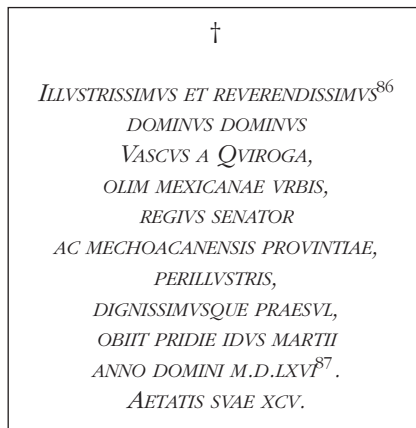 †
ILLVSTRISSIMVS ET REVERENDISSIMVS86
DOMINVS DOMINVS
VASCVS A QVIROGA,
OLIM MEXICANAE VRBIS,
REGIVS SENATOR
AC MECHOACANENSIS PROVINTIAE,
PERILLVSTRIS,
DIGNISSIMVSQUE PRAESVL,
OBIIT PRIDIE IDVS MARTII
ANNO DOMINI M.D.LXVI87.
AETATIS SVAE XCV.